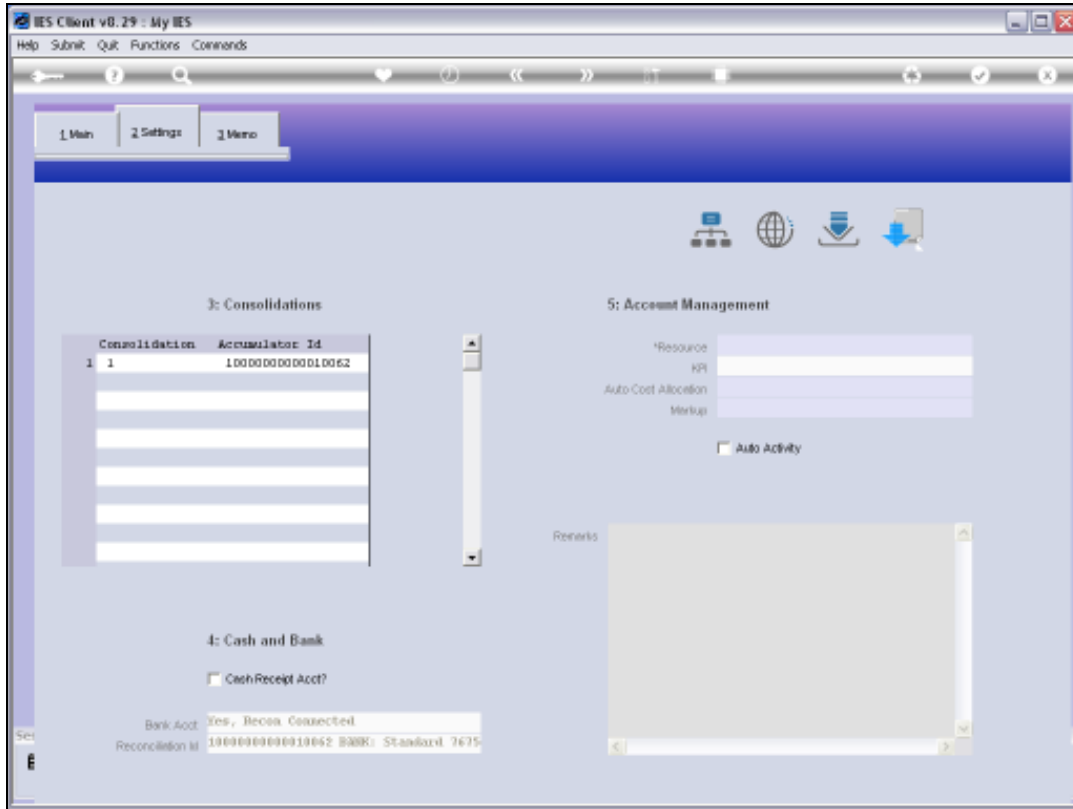 IES Client v8.29 : My IES
Help Submit Quit Functions Commands
1 Main 2 Settings 3 Memo
3: Consolidations
Consolidation Accumulator Id
1 1 10000000000010062
4: Cash and Bank
Cash Receipt Acct?
Bank Acct Yes, Recon Connected
Reconciliation Id 10000000000010062 BANK: Standard 7675
5: Account Management
*Resource
KPI
Auto Cost Allocation
Markup
Auto Activity
Remarks